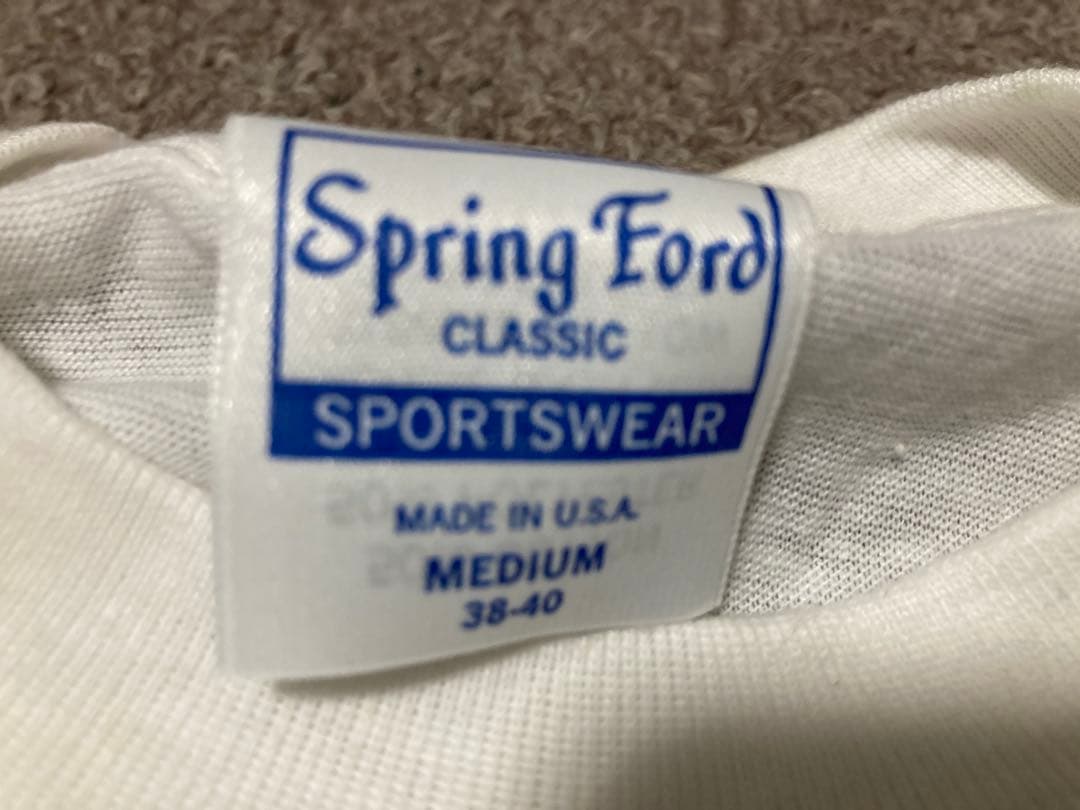 Spring Ford
CLASSIC
SPORTSWEAR
MADE IN U.S.A.
MEDIUM
38-40